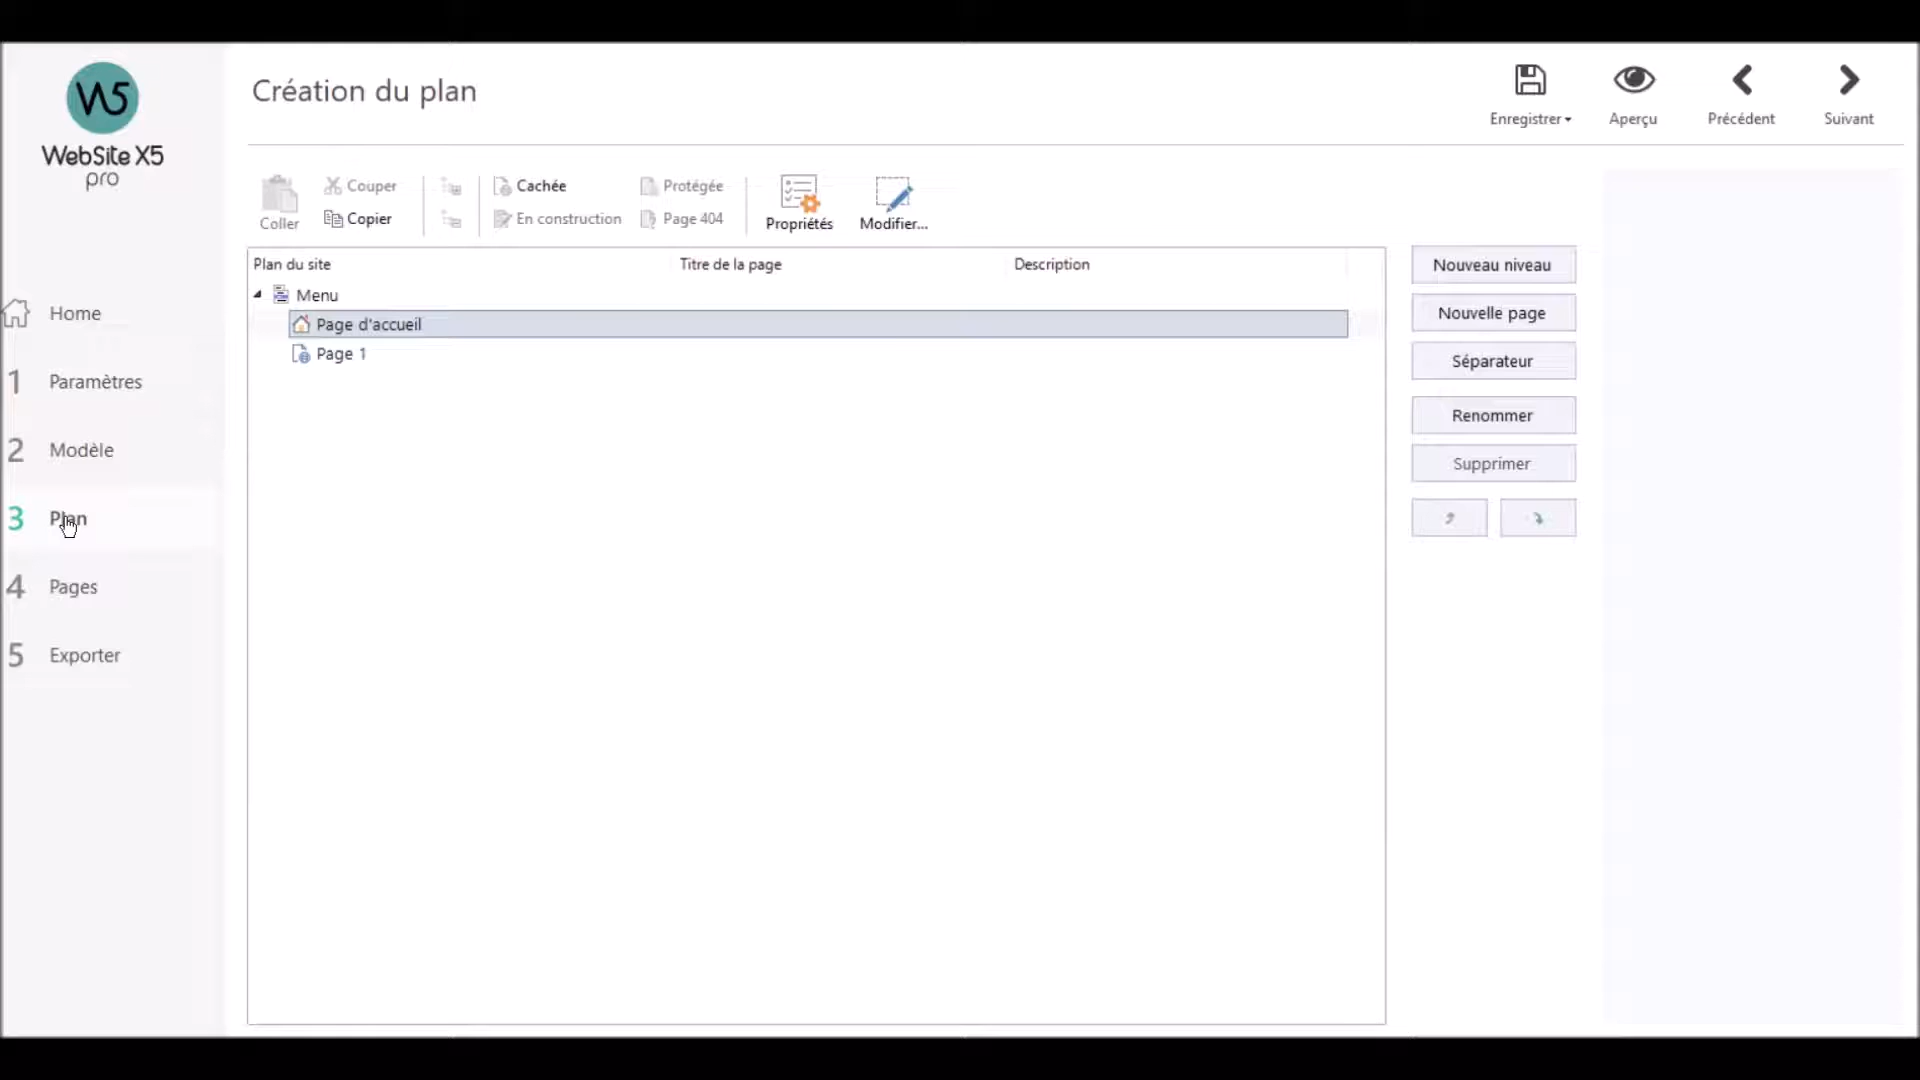 W5
WebSite X5
pro
Création du plan
Enregistrer
Aperçu
Précédent
Suivant
Coller
Couper
Copier
Cachée
En construction
Protégée
Page 404
Propriétés
Modifier...
Plan du site
Titre de la page
Description
Menu
Page d'accueil
Page 1
Nouveau niveau
Nouvelle page
Séparateur
Renommer
Supprimer
Home
1 Paramètres
2 Modèle
3 Plan
4 Pages
5 Exporter